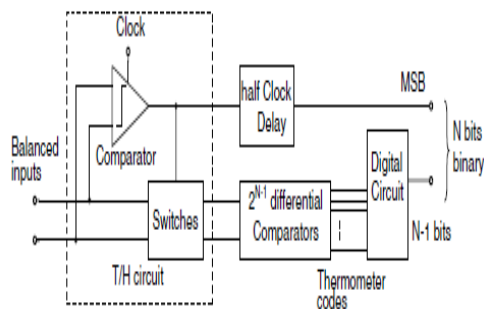 Clock
Comparator
Balanced
inputs
Switches
T/H circuit
half Clock
Delay
MSB
2^N-1 differential
Comparators
Digital
Circuit
N bits
binary
N-1 bits
Thermometer
codes